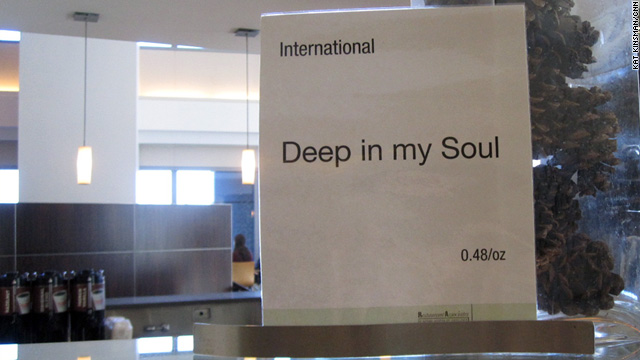 International
Deep in my Soul
0.48/oz
KAT KINSMAN/CNN